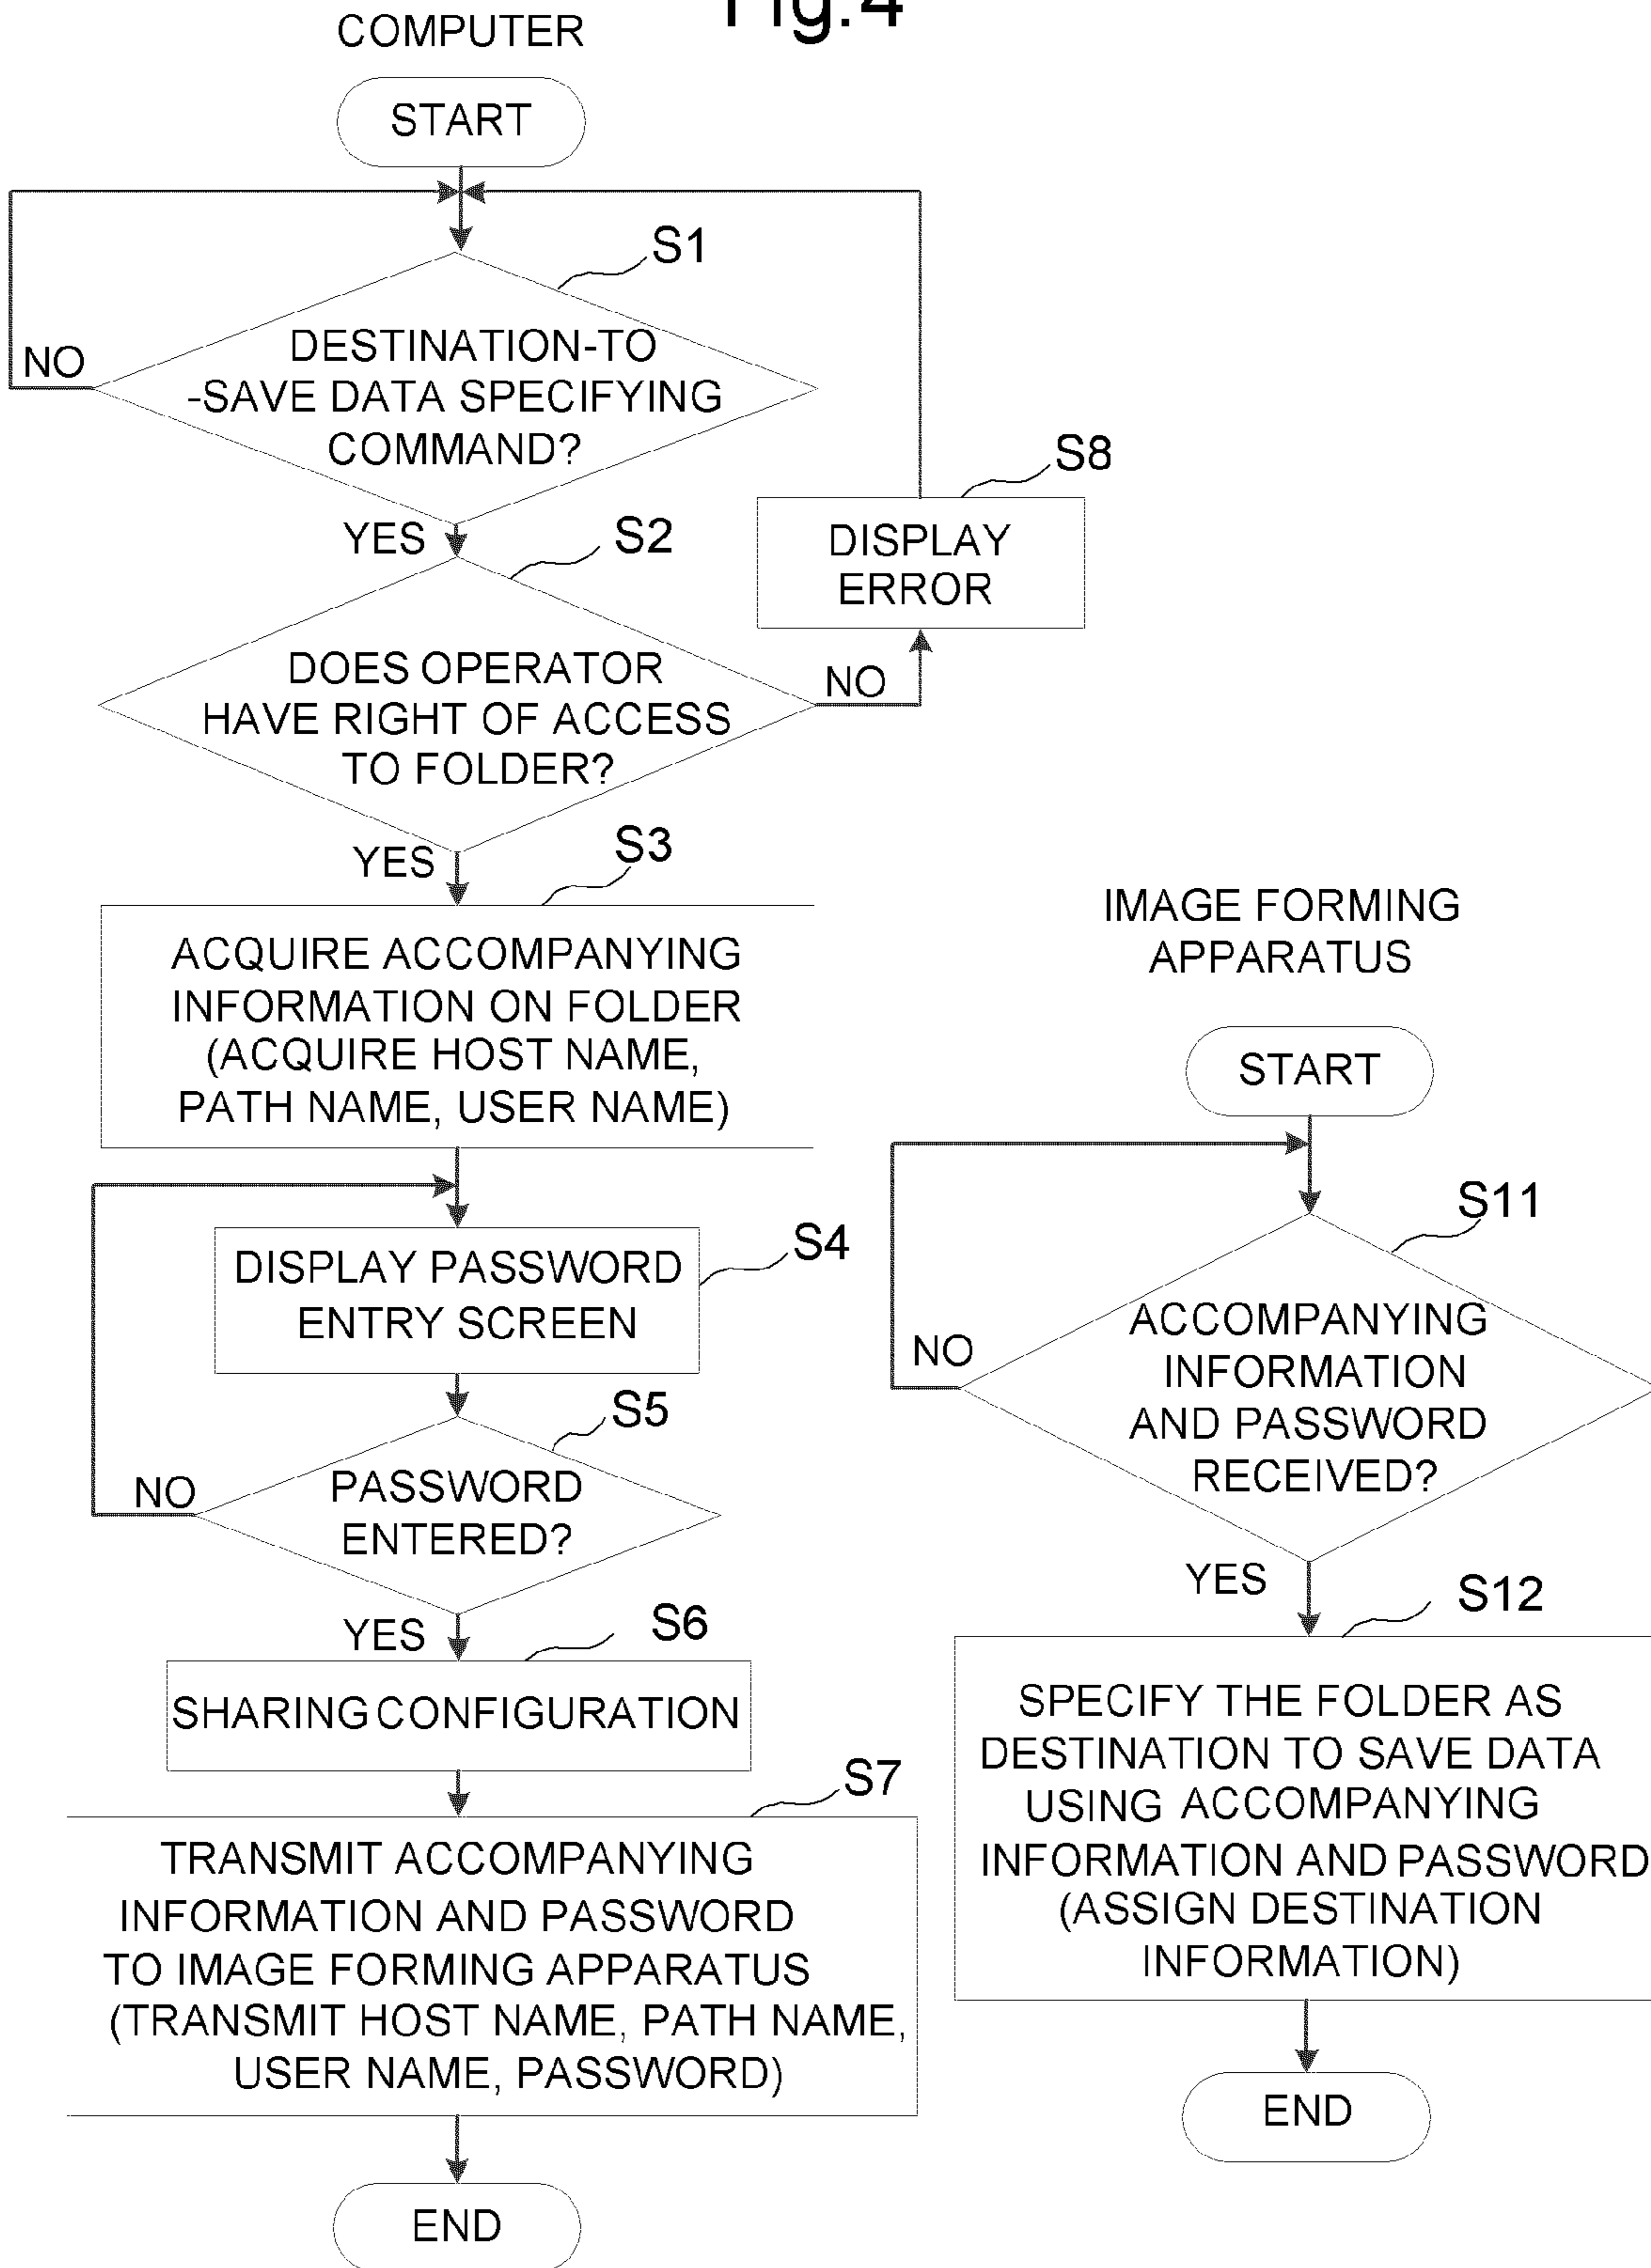 Fig.4
COMPUTER
START
S1
DESTINATION-TO
-SAVE DATA SPECIFYING
COMMAND?
NO
YES
S2
DOES OPERATOR
HAVE RIGHT OF ACCESS
TO FOLDER?
NO
S8
DISPLAY
ERROR
YES
S3
ACQUIRE ACCOMPANYING
INFORMATION ON FOLDER
(ACQUIRE HOST NAME,
PATH NAME, USER NAME)
S4
DISPLAY PASSWORD
ENTRY SCREEN
S5
PASSWORD
ENTERED?
NO
YES
S6
SHARING CONFIGURATION
S7
TRANSMIT ACCOMPANYING
INFORMATION AND PASSWORD
TO IMAGE FORMING APPARATUS
(TRANSMIT HOST NAME, PATH NAME,
USER NAME, PASSWORD)
END
IMAGE FORMING
APPARATUS
START
S11
ACCOMPANYING
INFORMATION
AND PASSWORD
RECEIVED?
NO
YES
S12
SPECIFY THE FOLDER AS
DESTINATION TO SAVE DATA
USING ACCOMPANYING
INFORMATION AND PASSWORD
(ASSIGN DESTINATION
INFORMATION)
END